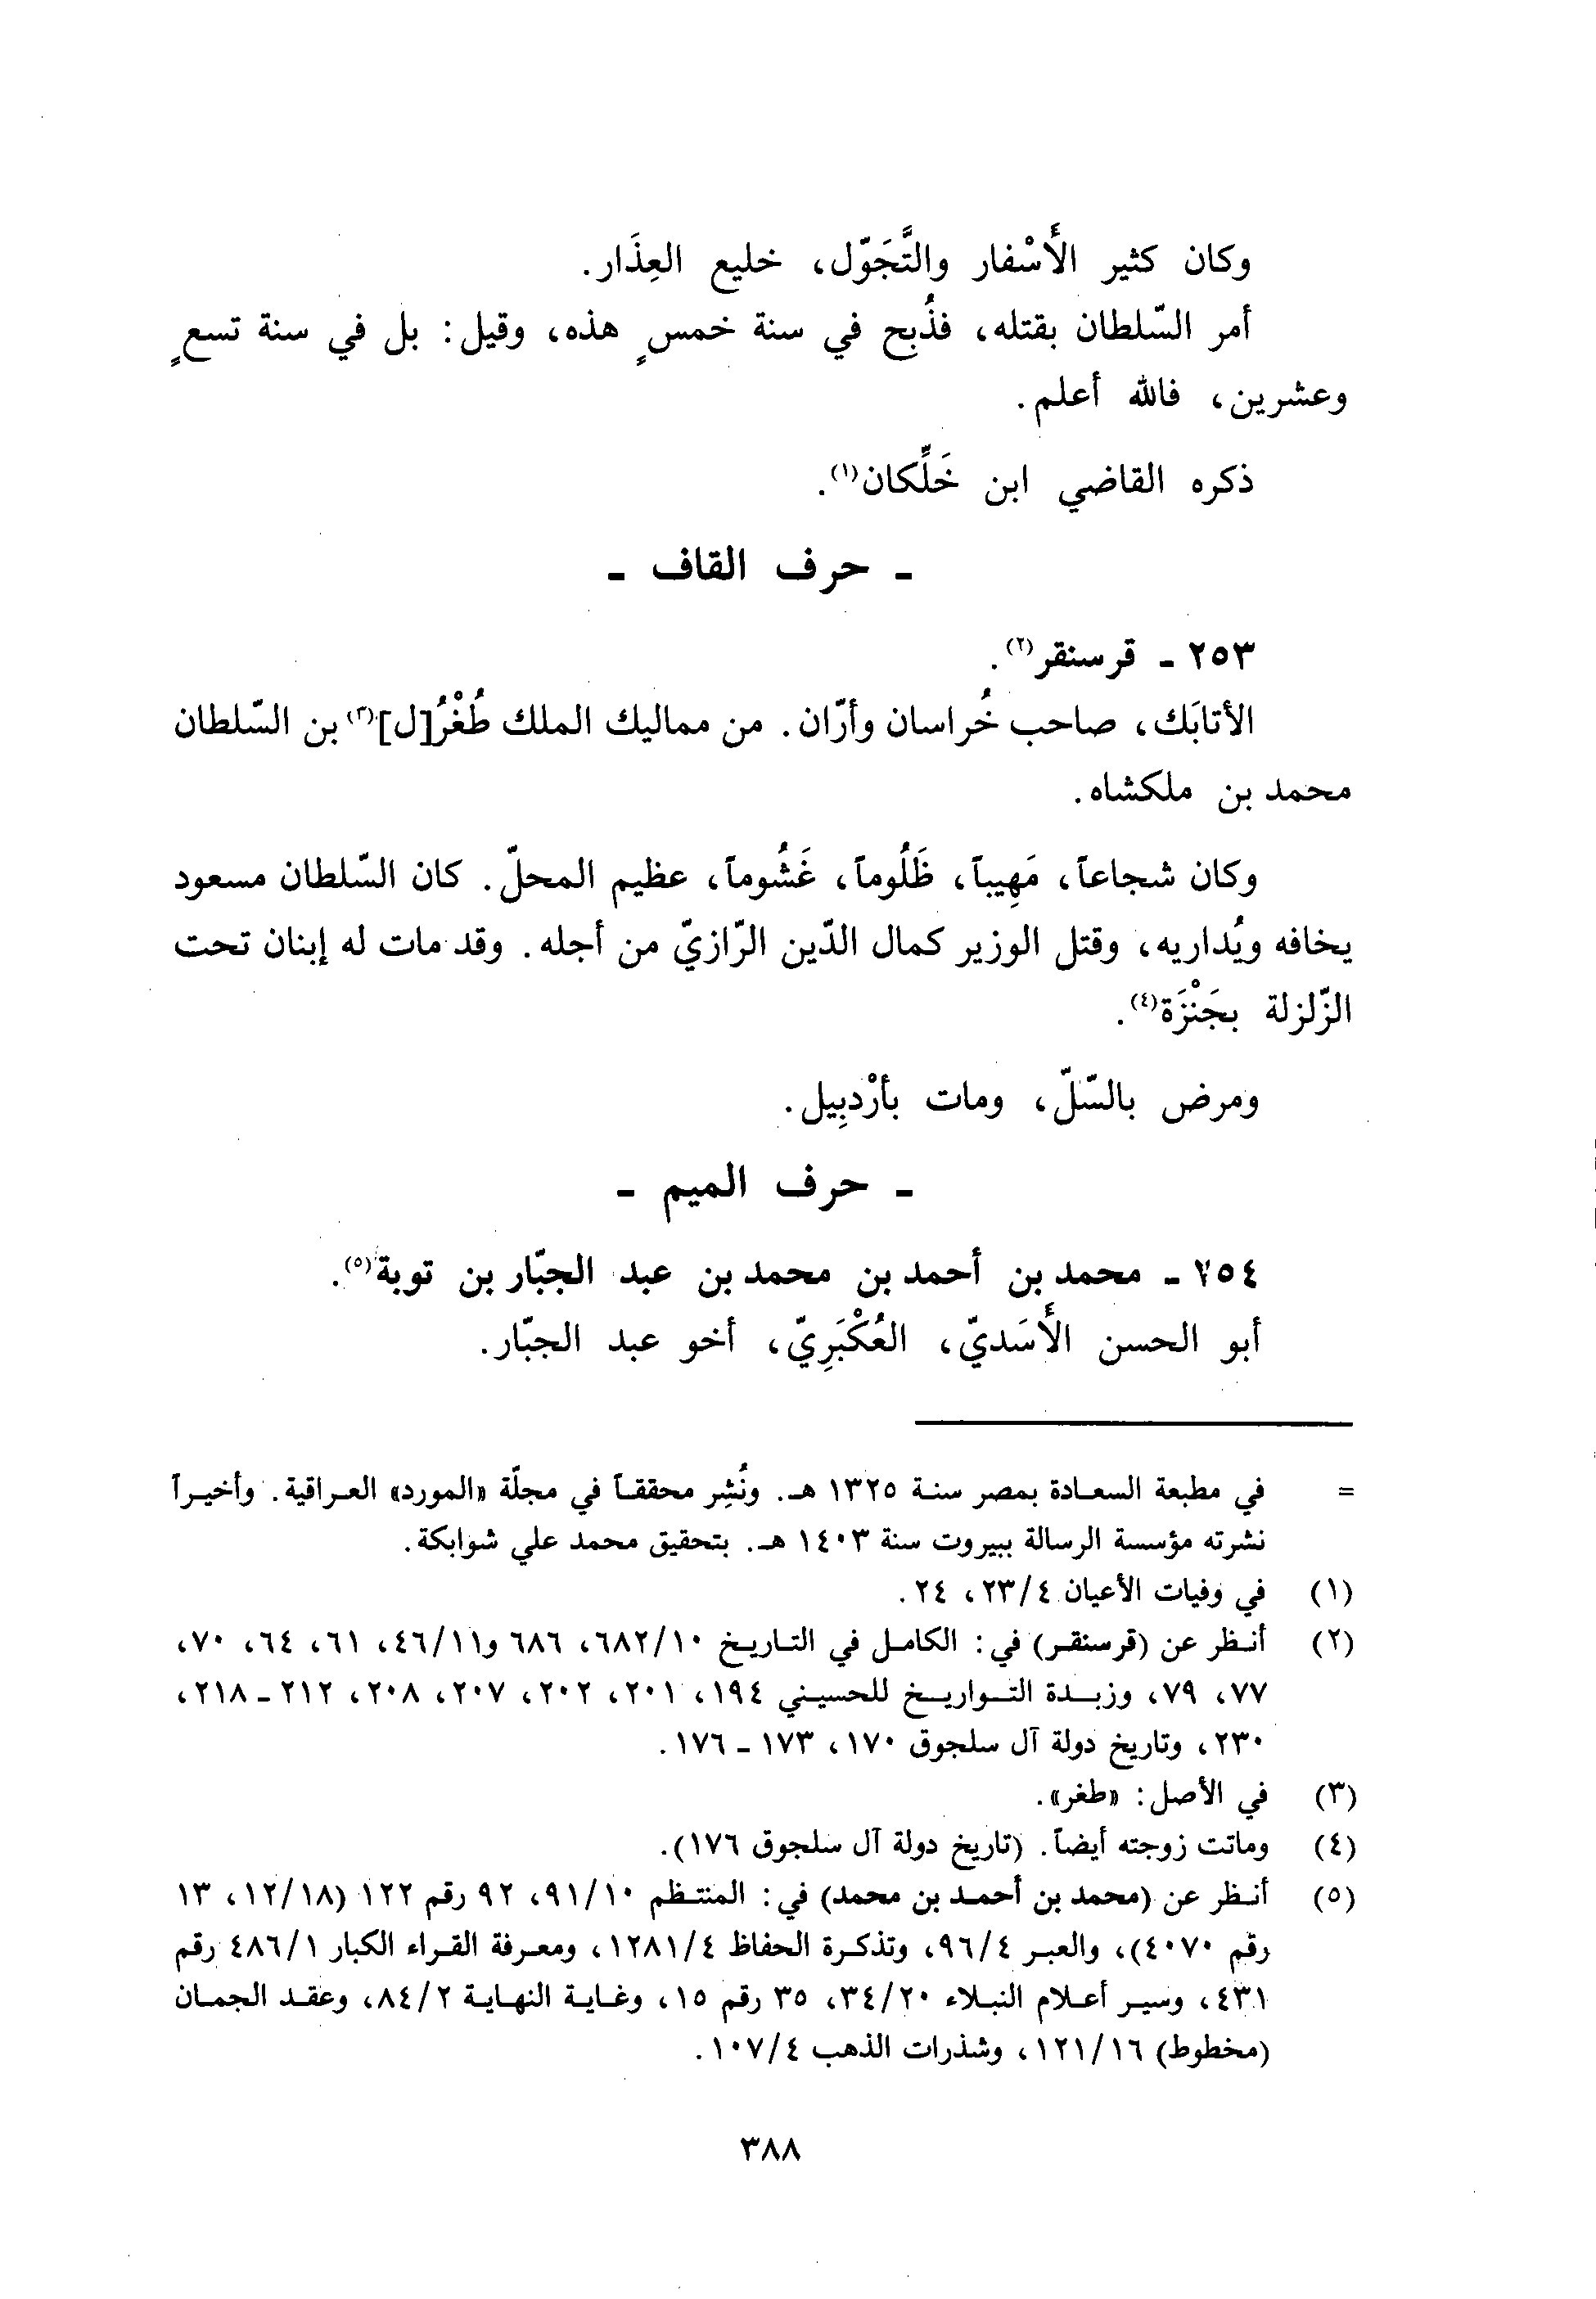 وكان كثير الأَسْفار والتَّجَوّل، خليع العِذَار.
أمر السّلطان بقتله، فذُبح في سنة خمسٍ هذه، وقيل: بل في سنة تسعٍ
وعشرين، فالله أعلم.
ذكره القاضي ابن خَلِّكان(١).
ـ حرف القاف ـ
٢٥٣ ـ قرسنقر(٢).
الأتابَك، صاحب خُراسان وأرّان. من مماليك الملك طُغْرُ[ل](٣) بن السّلطان
محمد بن ملكشاه.
وكان شجاعاً، مَهِيباً، ظَلُوماً، غَشُوماً، عظيم المحلّ. كان السّلطان مسعود
يخافه ويُداريه، وقتل الوزير كمال الدّين الرّازيّ من أجله. وقد مات له إبنان تحت
الزّلزلة بجَنْزَة(٤).
ومرض بالسّلّ، ومات بأرْدبِيل.
ـ حرف الميم ـ
٢٥٤ ـ محمد بن أحمد بن محمد بن عبد الجبّار بن توبة(٥).
أبو الحسن الأَسَديّ، العُكْبَرِيّ، أخو عبد الجبّار.
= في مطبعة السعادة بمصر سنة ١٣٢٥ هـ. ونُشِر محققاً في مجلّة «المورد» العراقية. وأخيراً
نشرته مؤسسة الرسالة ببيروت سنة ١٤٠٣ هـ. بتحقيق محمد علي شوابكة.
(١) في وفيات الأعيان ٢٣/٤، ٢٤.
(٢) أنظر عن (قرسنقر) في: الكامل في التاريخ ٦٨٢/١٠، ٦٨٦ و٤٦/١١، ٦١، ٦٤، ٧٠،
٧٧، ٧٩، وزبدة التواريخ للحسيني ١٩٤، ٢٠١، ٢٠٢، ٢٠٧، ٢٠٨، ٢١٢ ـ ٢١٨،
٢٣٠، وتاريخ دولة آل سلجوق ١٧٠، ١٧٣ ـ ١٧٦.
(٣) في الأصل: «طغر».
(٤) وماتت زوجته أيضاً. (تاريخ دولة آل سلجوق ١٧٦).
(٥) أنظر عن (محمد بن أحمد بن محمد) في: المنتظم ٩١/١٠، ٩٢ رقم ١٢٢ (١٢/١٨، ١٣
رقم ٤٠٧٠)، والعبر ٩٦/٤، وتذكرة الحفاظ ١٢٨١/٤، ومعرفة القراء الكبار ٤٨٦/١ رقم
٤٣١، وسير أعلام النبلاء ٣٤/٢٠، ٣٥ رقم ١٥، وغاية النهاية ٨٤/٢، وعقد الجمان
(مخطوط) ١٢١/١٦، وشذرات الذهب ١٠٧/٤.
٣٨٨